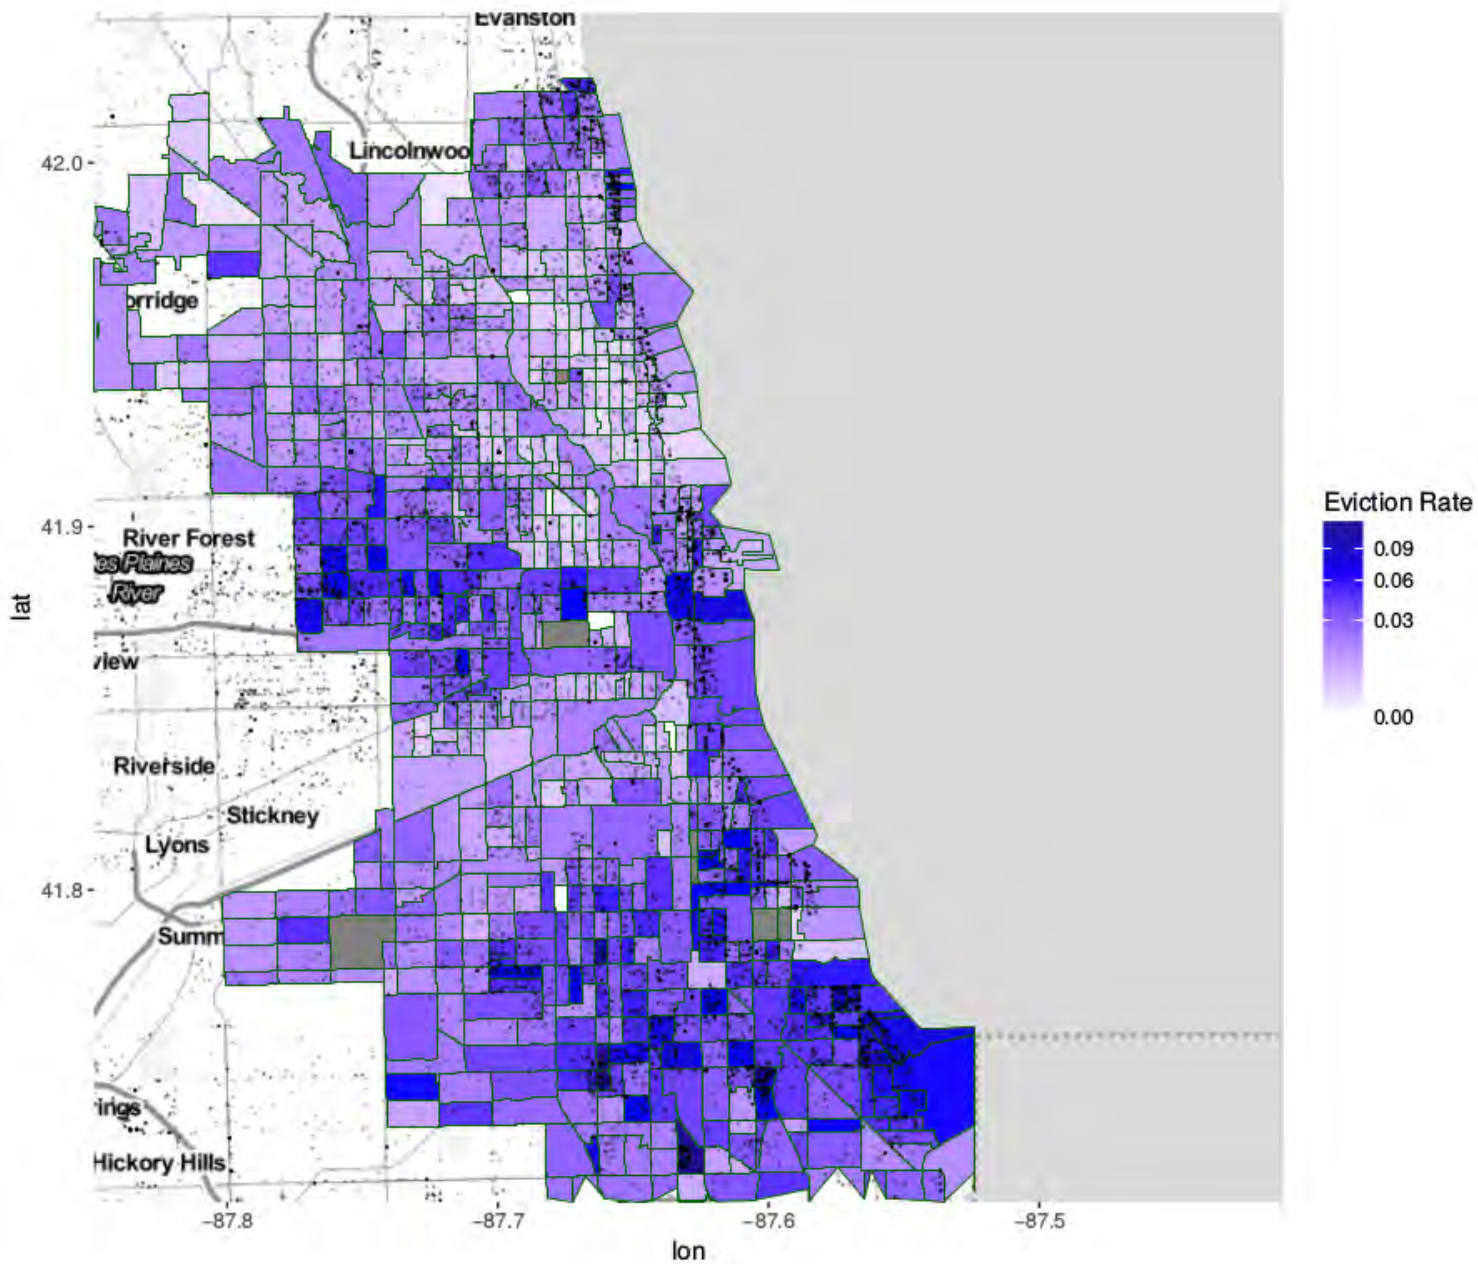 Evanston
42.0
Lincolnwoo
orridge
41.9
River Forest
es Plaines
River
view
Riverside
Stickney
Lyons
41.8
Summ
rings
Hickory Hills
−87.8
−87.7
−87.6
−87.5
lon
lat
Eviction Rate
0.09
0.06
0.03
0.00